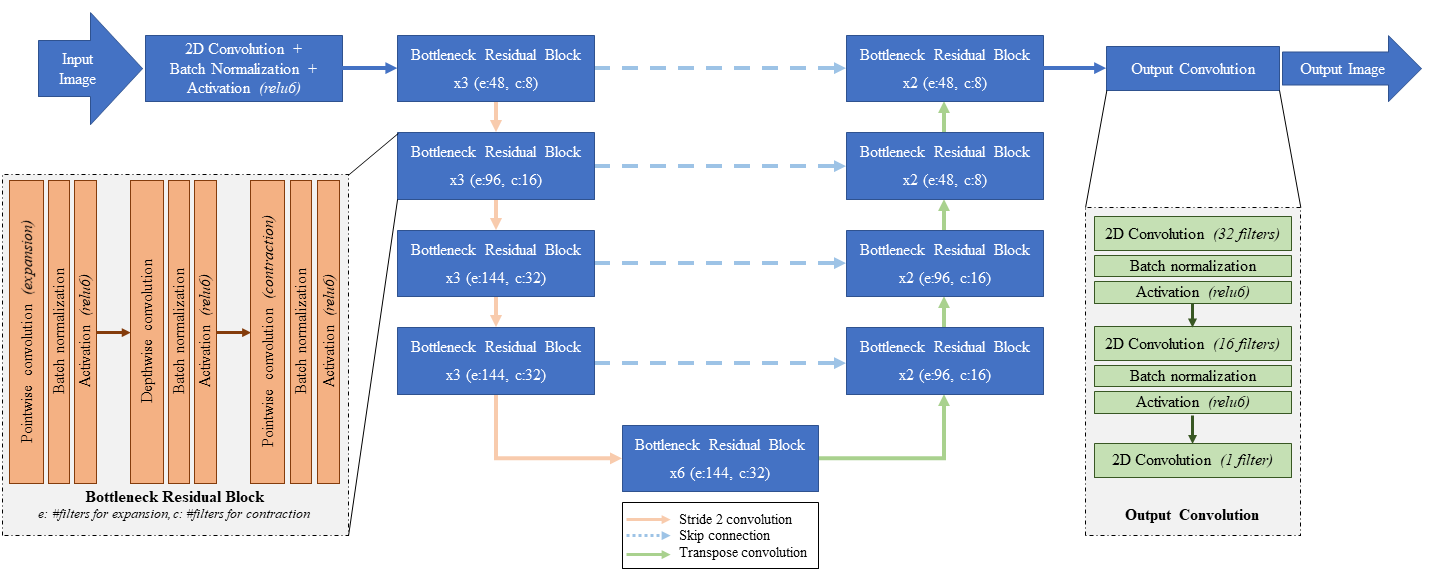 Input
Image
2D Convolution +
Batch Normalization +
Activation (relu6)
Bottleneck Residual Block
x3 (e:48, c:8)
Bottleneck Residual Block
x2 (e:48, c:8)
Output Convolution
Output Image
Bottleneck Residual Block
x3 (e:96, c:16)
Bottleneck Residual Block
x2 (e:48, c:8)
Bottleneck Residual Block
x3 (e:144, c:32)
Bottleneck Residual Block
x2 (e:96, c:16)
Bottleneck Residual Block
x3 (e:144, c:32)
Bottleneck Residual Block
x2 (e:96, c:16)
Bottleneck Residual Block
x6 (e:144, c:32)
Pointwise convolution (expansion)
Batch normalization
Activation (relu6)
Depthwise convolution
Batch normalization
Activation (relu6)
Pointwise convolution (contraction)
Batch normalization
Activation (relu6)
Bottleneck Residual Block
e: #filters for expansion, c: #filters for contraction
Stride 2 convolution
Skip connection
Transpose convolution
2D Convolution (32 filters)
Batch normalization
Activation (relu6)
2D Convolution (16 filters)
Batch normalization
Activation (relu6)
2D Convolution (1 filter)
Output Convolution